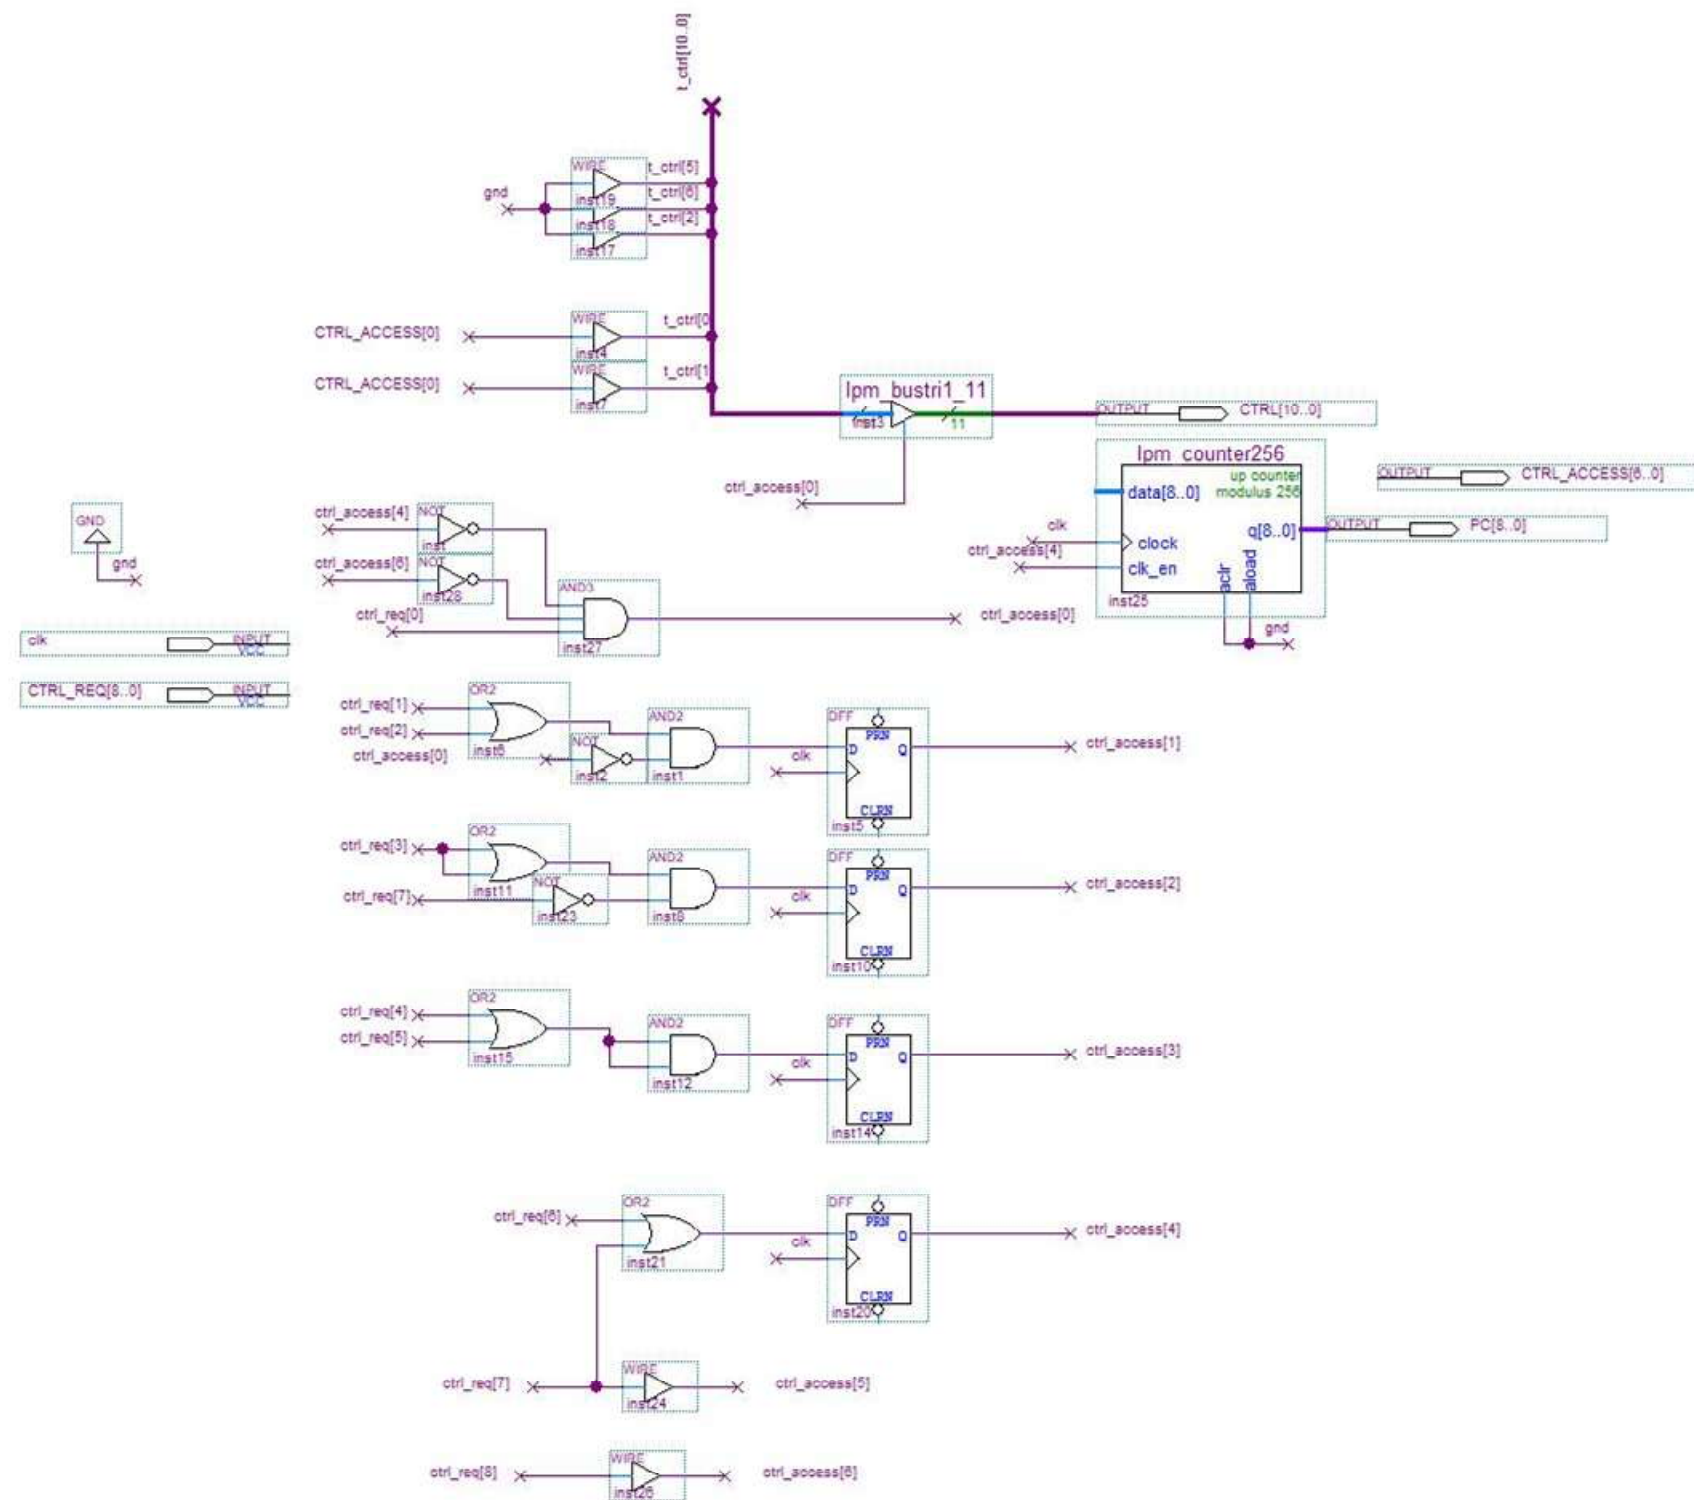 t_ctrl[10..0]
WIRE
t_ctrl[5]
inst19
t_ctrl[6]
gnd
inst18
t_ctrl[2]
inst17
CTRL_ACCESS[0]
WIRE
t_ctrl[0
inst4
CTRL_ACCESS[0]
WIRE
t_ctrl[1
inst7
lpm_bustri1_11
inst3
11
OUTPUT
CTRL[10..0]
ctrl_access[0]
lpm_counter256
up counter
modulus 256
data[8..0]
q[8..0]
clk
clock
ctrl_access[4]
clk_en
aclr
aload
inst25
gnd
OUTPUT
CTRL_ACCESS[6..0]
OUTPUT
PC[8..0]
GND
gnd
clk
INPUT
VCC
CTRL_REQ[8..0]
INPUT
VCC
ctrl_access[4]
NOT
inst
ctrl_access[6]
NOT
inst28
ctrl_req[0]
AND3
inst27
ctrl_access[0]
ctrl_req[1]
ctrl_req[2]
OR2
inst6
ctrl_access[0]
NOT
inst2
AND2
inst1
clk
DFF
PRN
D
Q
CLRN
inst5
ctrl_access[1]
ctrl_req[3]
OR2
inst11
ctrl_req[7]
NOT
inst23
AND2
inst8
clk
DFF
PRN
D
Q
CLRN
inst10
ctrl_access[2]
ctrl_req[4]
ctrl_req[5]
OR2
inst15
AND2
inst12
clk
DFF
PRN
D
Q
CLRN
inst14
ctrl_access[3]
ctrl_req[6]
OR2
inst21
clk
DFF
PRN
D
Q
CLRN
inst20
ctrl_access[4]
ctrl_req[7]
WIRE
inst24
ctrl_access[5]
ctrl_req[8]
WIRE
inst26
ctrl_access[6]